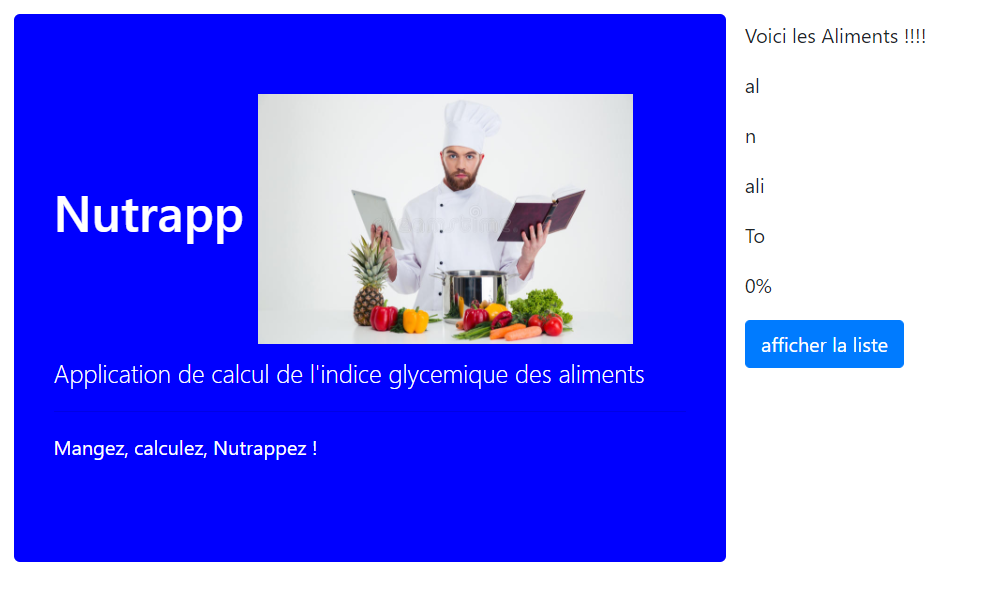 Nutrapp
Application de calcul de l'indice glycemique des aliments
Mangez, calculez, Nutrappez !
Voici les Aliments !!!!
al
n
ali
To
0%
afficher la liste